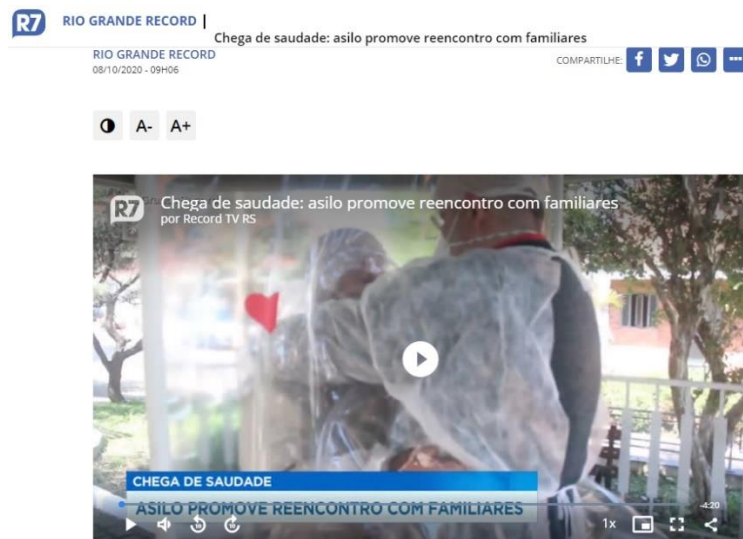 R7 RIO GRANDE RECORD |
Chega de saudade: asilo promove reencontro com familiares
RIO GRANDE RECORD
08/10/2020 - 09H06
COMPARTILHE:
A- A+
R7 Chega de saudade: asilo promove reencontro com familiares
por Record TV RS
CHEGA DE SAUDADE
ASILO PROMOVE REENCONTRO COM FAMILIARES
-4:20
10 10 1x